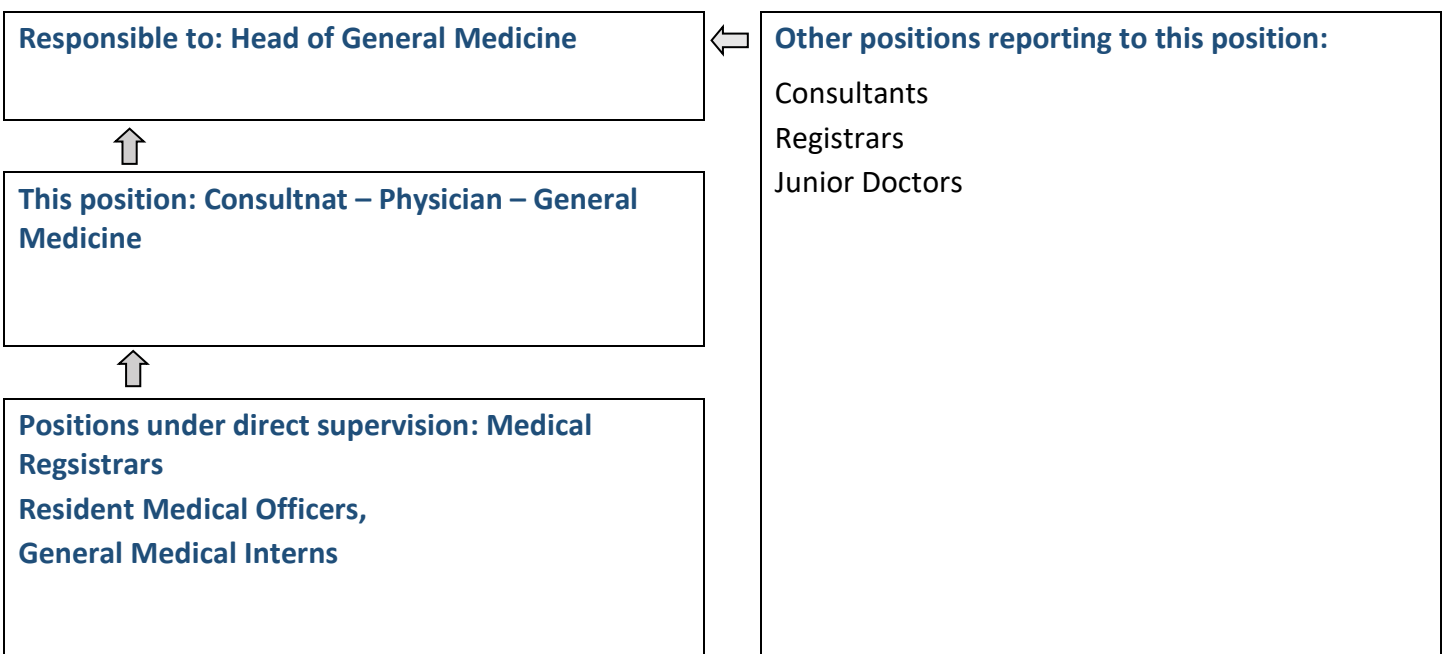 Responsible to: Head of General Medicine
Other positions reporting to this position:
Consultants
Registrars
Junior Doctors
This position: Consultnat – Physician – General
Medicine
Positions under direct supervision: Medical
Regsistrars
Resident Medical Officers,
General Medical Interns